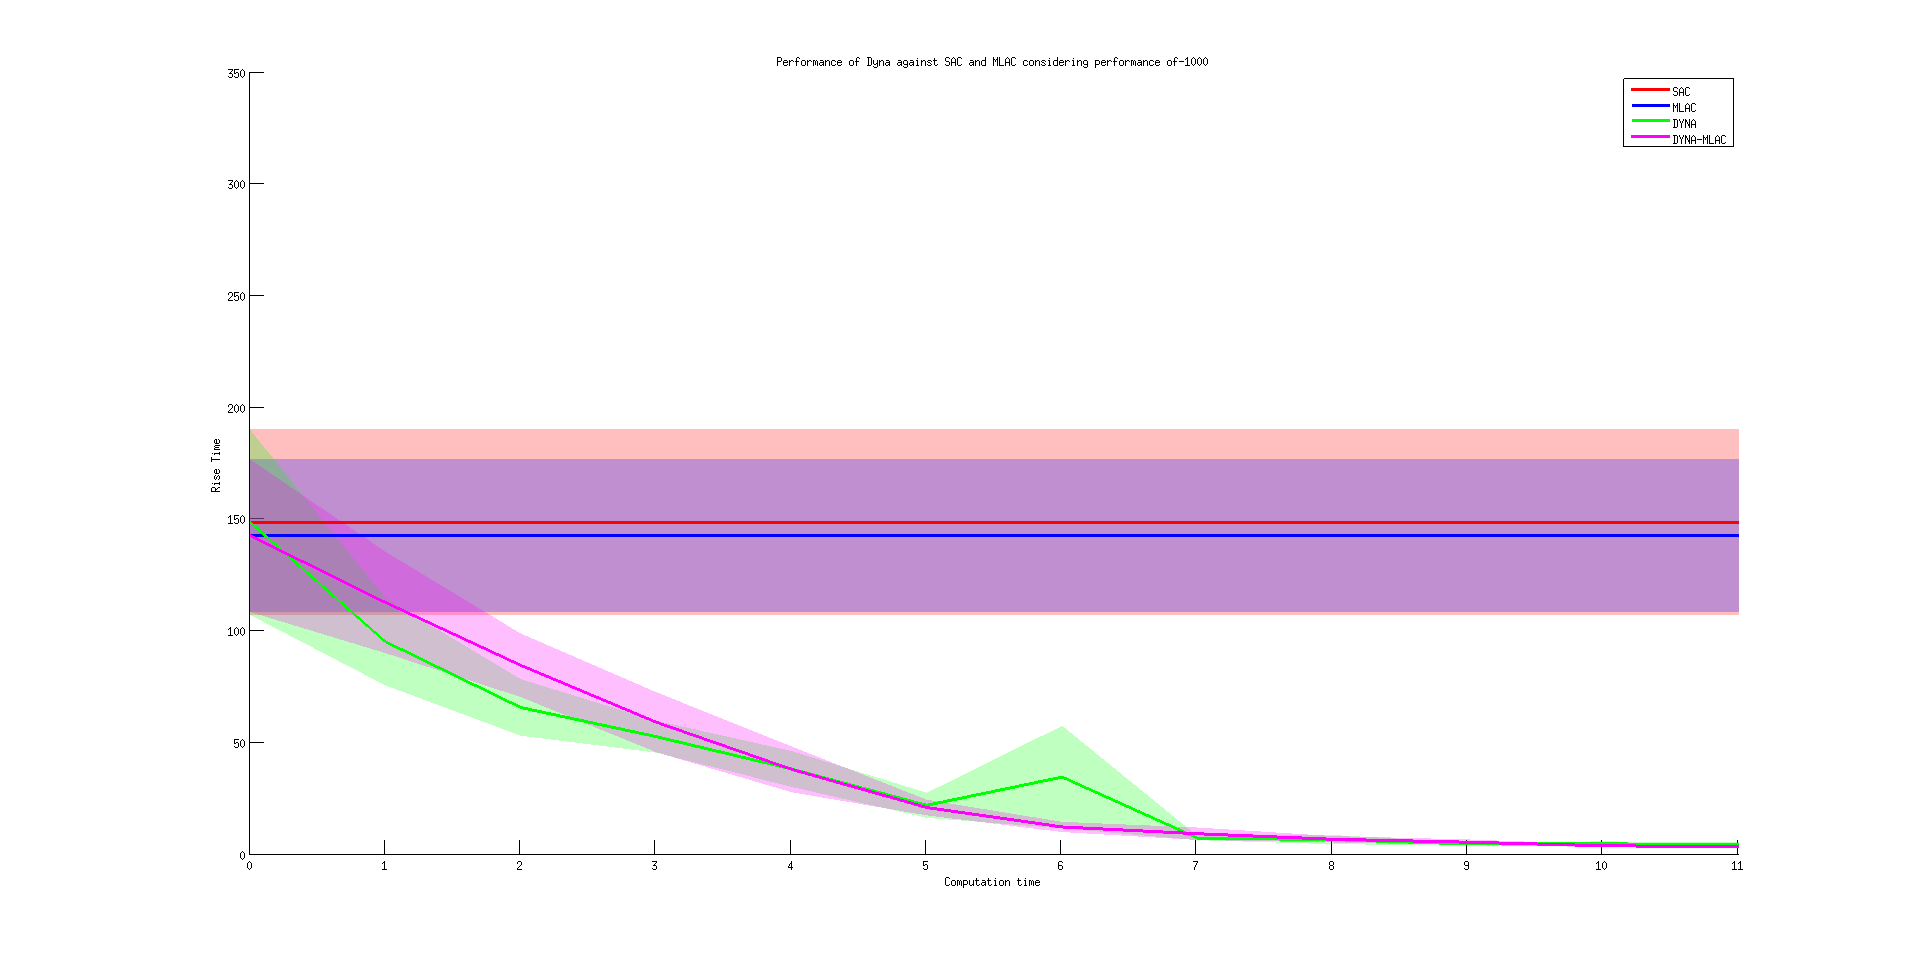 Performance of Dyna against SAC and MLAC considering performance of-1000
350
300
250
200
150
100
50
0
Rise Time
SAC
MLAC
DYNA
DYNA-MLAC
0 1 2 3 4 5 6 7 8 9 10 11
Computation time